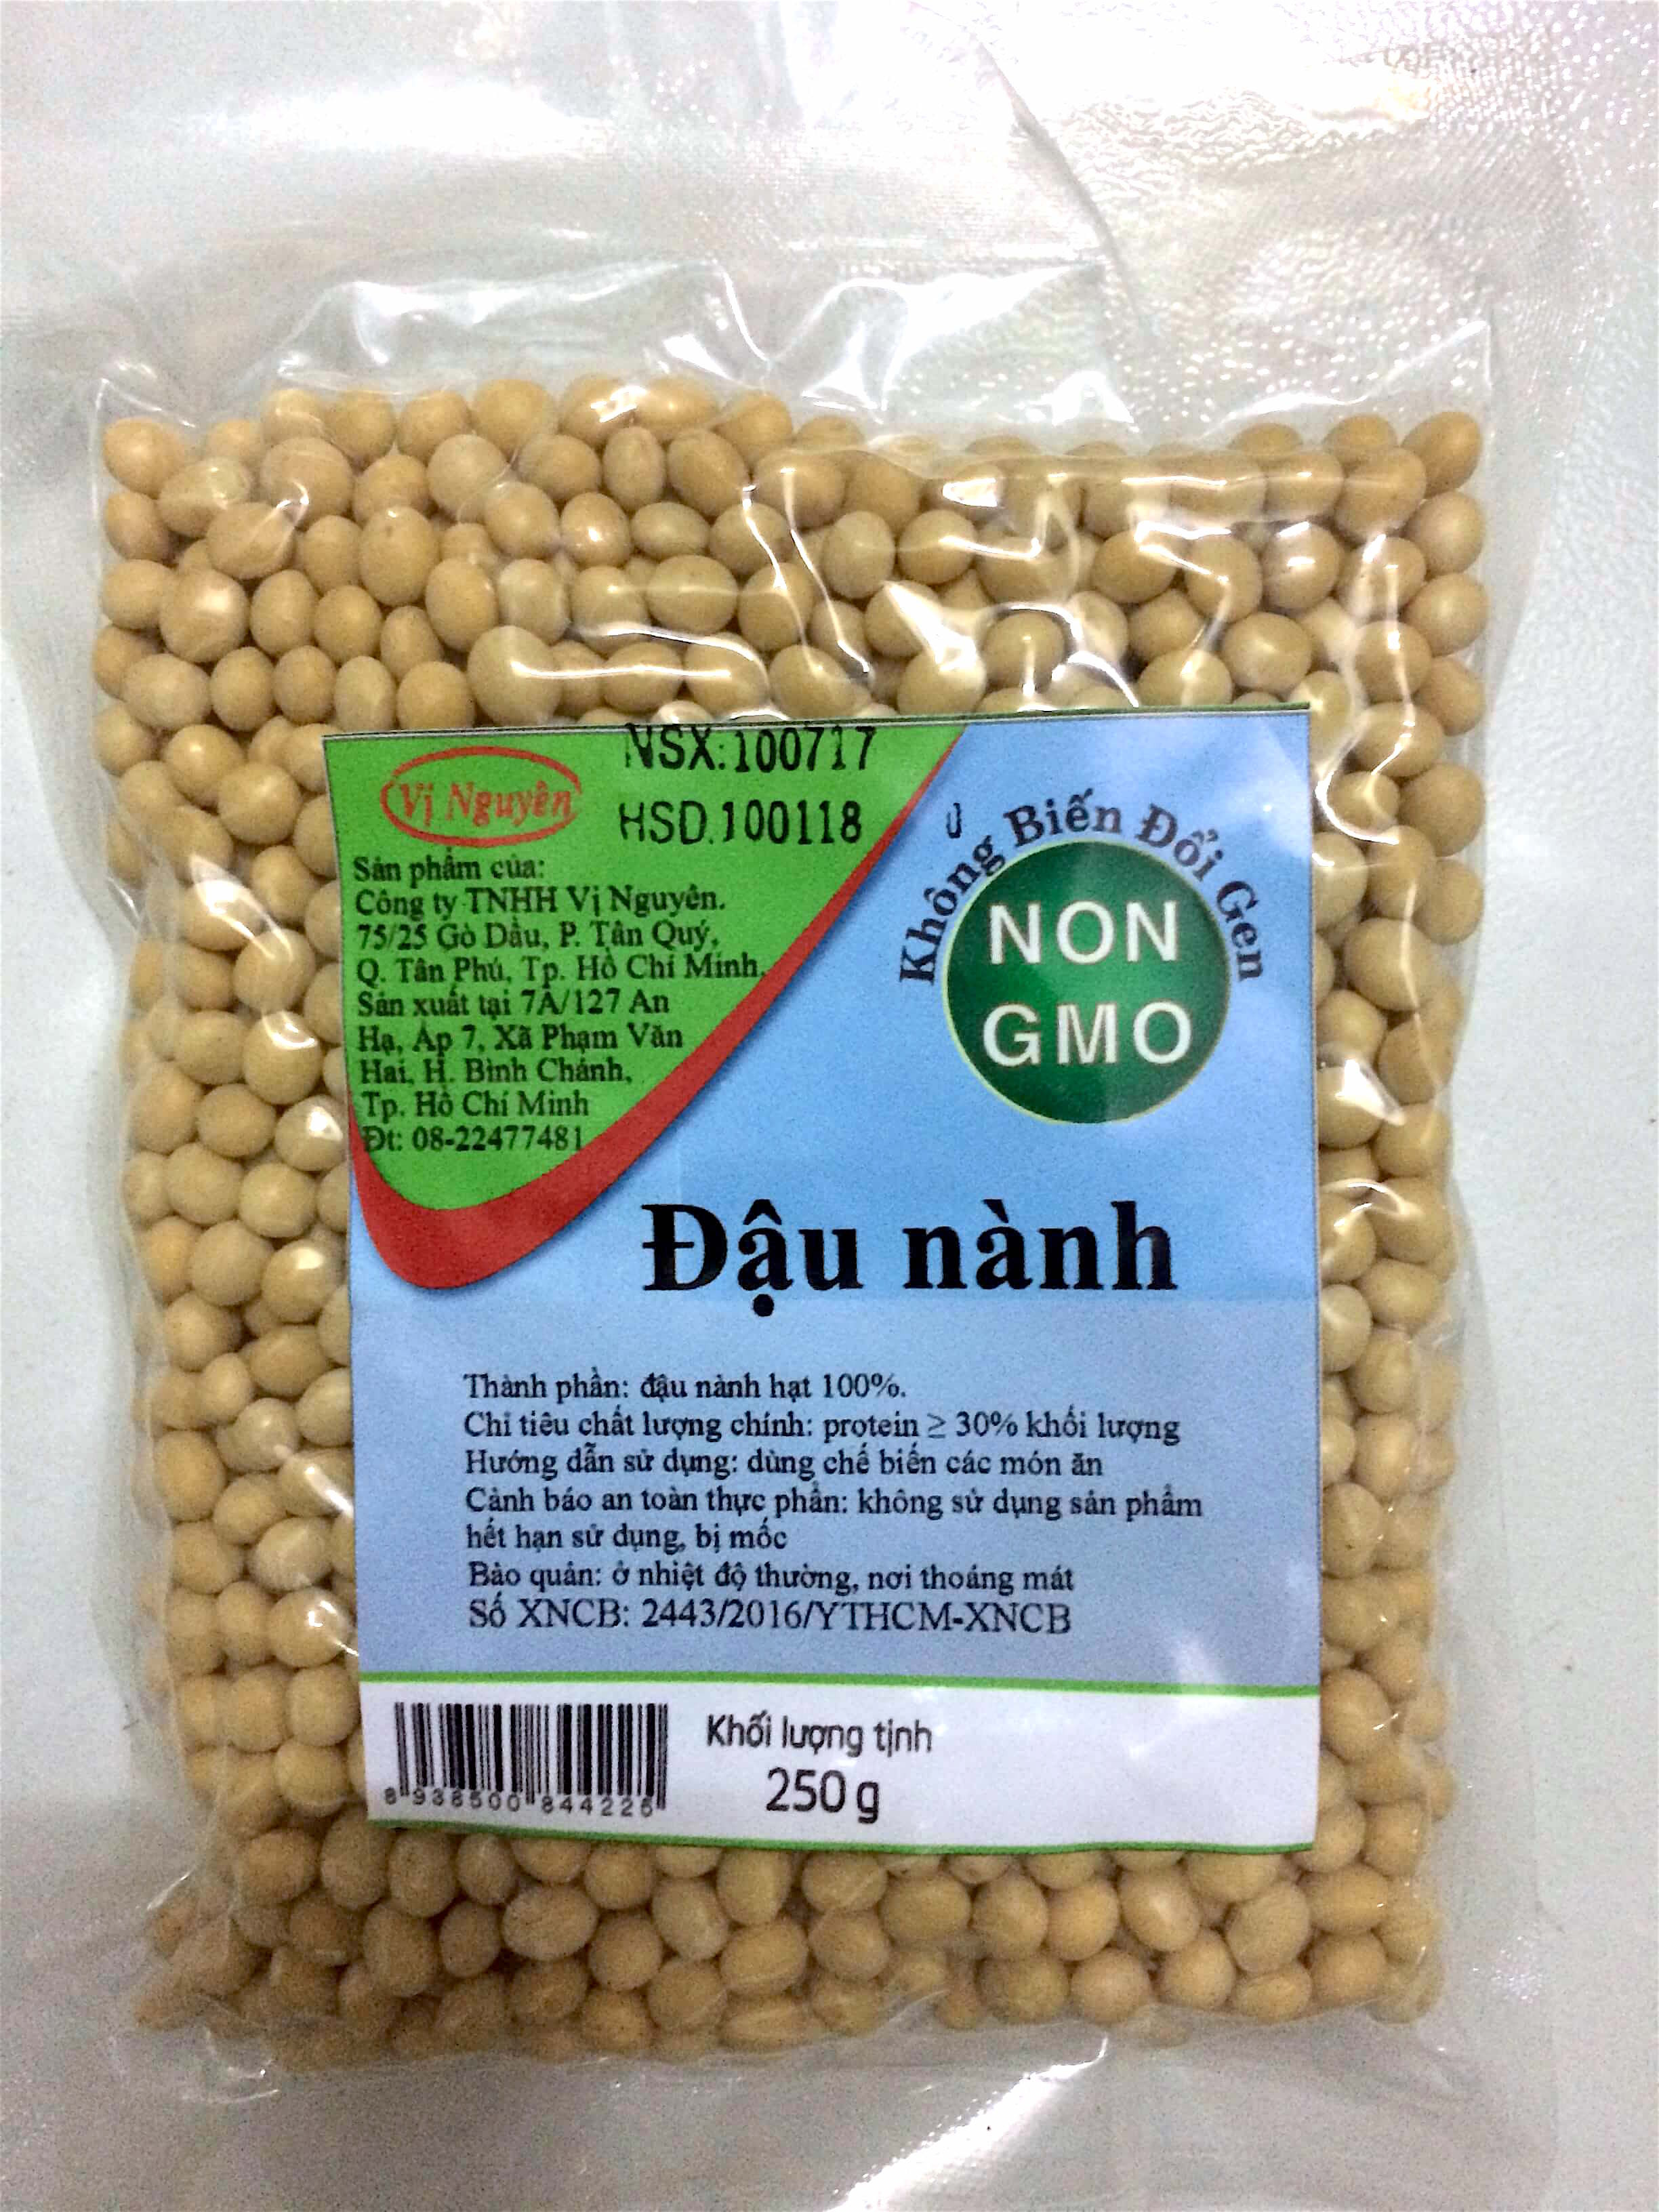 NSX:100717
HSD.100118
Vị Nguyên
Sản phẩm của:
Công ty TNHH Vị Nguyên.
75/25 Gò Dầu, P. Tân Quý,
Q. Tân Phú, Tp. Hồ Chí Minh.
Sản xuất tại 7A/127 An
Hạ, Ấp 7, Xã Phạm Văn
Hai, H. Bình Chánh,
Tp. Hồ Chí Minh
Đt: 08-22477481
Không Biến Đổi Gen
NON
GMO
Đậu nành
Thành phần: đậu nành hạt 100%.
Chỉ tiêu chất lượng chính: protein ≥ 30% khối lượng
Hướng dẫn sử dụng: dùng chế biến các món ăn
Cảnh báo an toàn thực phẩn: không sử dụng sản phẩm
hết hạn sử dụng, bị mốc
Bảo quản: ở nhiệt độ thường, nơi thoáng mát
Số XNCB: 2443/2016/YTHCM-XNCB
Khối lượng tịnh
250 g
8 938500 844226